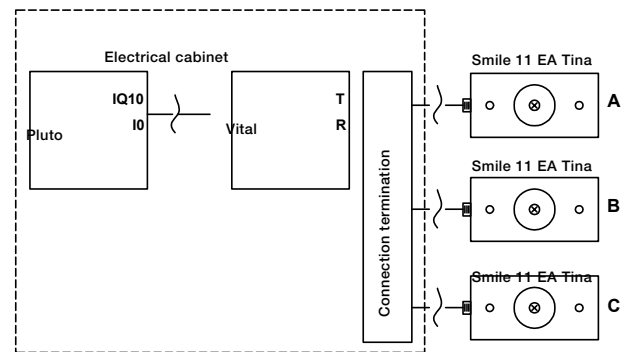 Electrical cabinet
Smile 11 EA Tina
IQ10
T
A
I0
R
Pluto
Vital
Smile 11 EA Tina
B
Connection termination
Smile 11 EA Tina
C